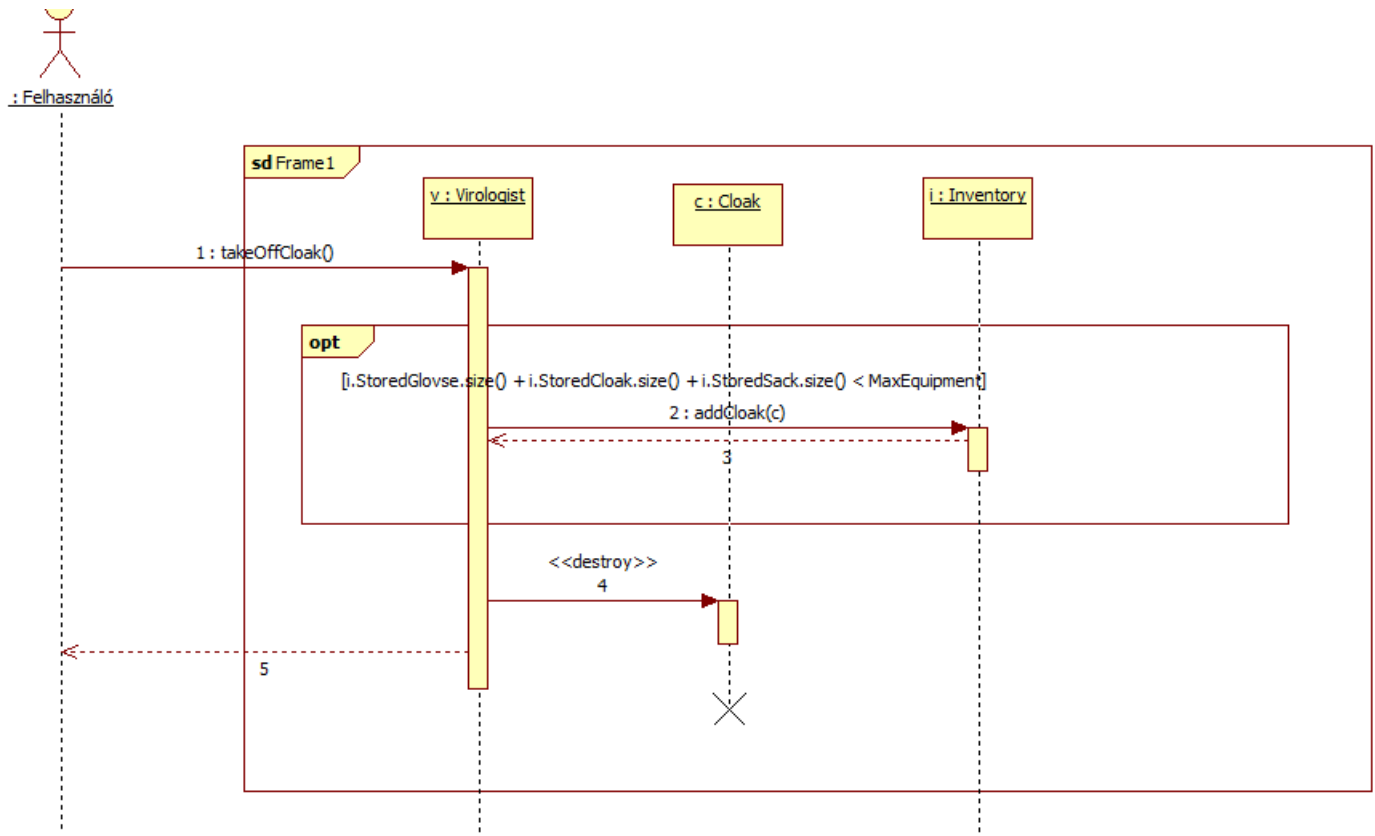 : Felhasználó
sd Frame1
v : Virologist
c : Cloak
i : Inventory
1 : takeOffCloak()
opt
[i.StoredGlovse.size() + i.StoredCloak.size() + i.StoredSack.size() < MaxEquipment]
2 : addCloak(c)
3
<<destroy>>
4
5